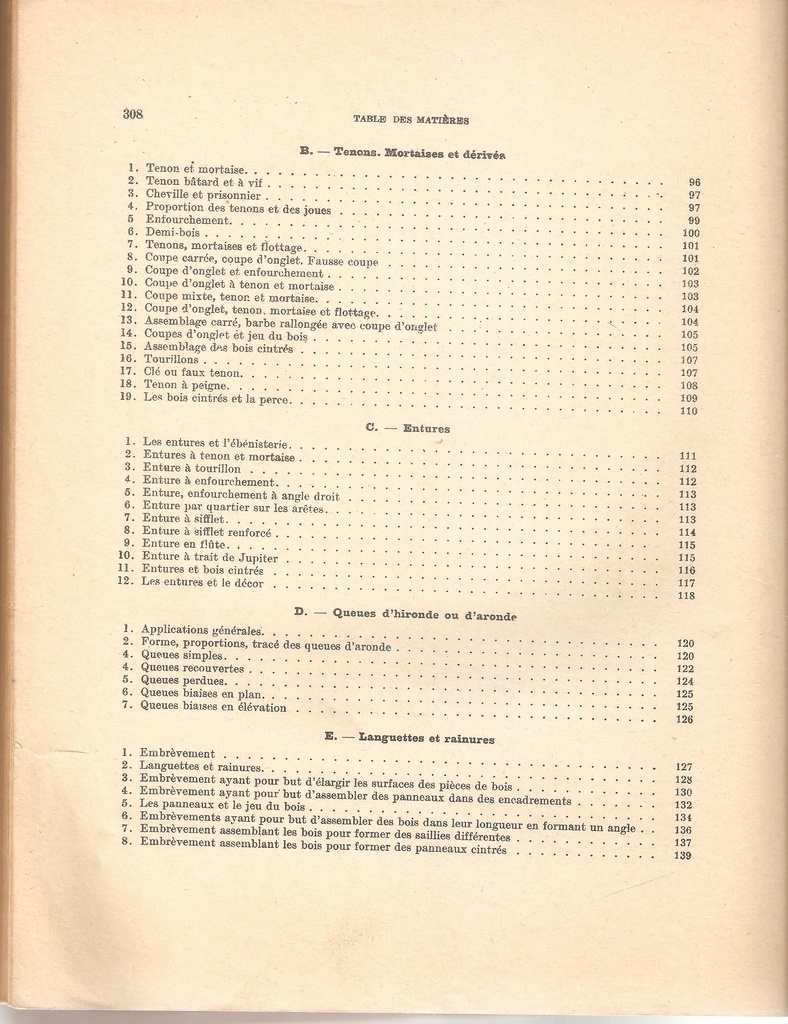 308
TABLE DES MATIÈRES
B. — Tenons. Mortaises et dérivés
1. Tenon et mortaise. . . . 96
2. Tenon bâtard et à vif . . . . 97
3. Cheville et prisonnier . . . . 97
4. Proportion des tenons et des joues . . . . 99
5 Enfourchement. . . . 100
6. Demi-bois . . . . 101
7. Tenons, mortaises et flottage. . . . 101
8. Coupe carrée, coupe d'onglet. Fausse coupe . . . . 102
9. Coupe d'onglet et enfourchement . . . . 103
10. Coupe d'onglet à tenon et mortaise . . . . 103
11. Coupe mixte, tenon et mortaise. . . . 104
12. Coupe d'onglet, tenon, mortaise et flottage. . . . 104
13. Assemblage carré, barbe rallongée avec coupe d'onglet . . . . 105
14. Coupes d'onglet et jeu du bois . . . . 105
15. Assemblage des bois cintrés . . . . 107
16. Tourillons . . . . 107
17. Clé ou faux tenon. . . . 108
18. Tenon à peigne. . . . 109
19. Les bois cintrés et la perce. . . . 110
C. — Entures
1. Les entures et l'ébénisterie. . . . 111
2. Entures à tenon et mortaise . . . . 112
3. Enture à tourillon . . . . 112
4. Enture à enfourchement. . . . 113
5. Enture, enfourchement à angle droit . . . . 113
6. Enture par quartier sur les arêtes. . . . 113
7. Enture à sifflet. . . . 114
8. Enture à sifflet renforcé . . . . 115
9. Enture en flûte. . . . 115
10. Enture à trait de Jupiter . . . . 116
11. Entures et bois cintrés . . . . 117
12. Les entures et le décor . . . . 118
D. — Queues d'hironde ou d'aronde
1. Applications générales. . . . 120
2. Forme, proportions, tracé des queues d'aronde . . . . 120
4. Queues simples. . . . 122
4. Queues recouvertes . . . . 124
5. Queues perdues. . . . 125
6. Queues biaises en plan. . . . 125
7. Queues biaises en élévation . . . . 126
E. — Languettes et rainures
1. Embrèvement . . . . 127
2. Languettes et rainures. . . . 128
3. Embrèvement ayant pour but d'élargir les surfaces des pièces de bois . . . . 130
4. Embrèvement ayant pour but d'assembler des panneaux dans des encadrements . . . . 132
5. Les panneaux et le jeu du bois . . . . 134
6. Embrèvements ayant pour but d'assembler des bois dans leur longueur en formant un angle . . 136
7. Embrèvement assemblant les bois pour former des saillies différentes . . . . 137
8. Embrèvement assemblant les bois pour former des panneaux cintrés . . . . 139